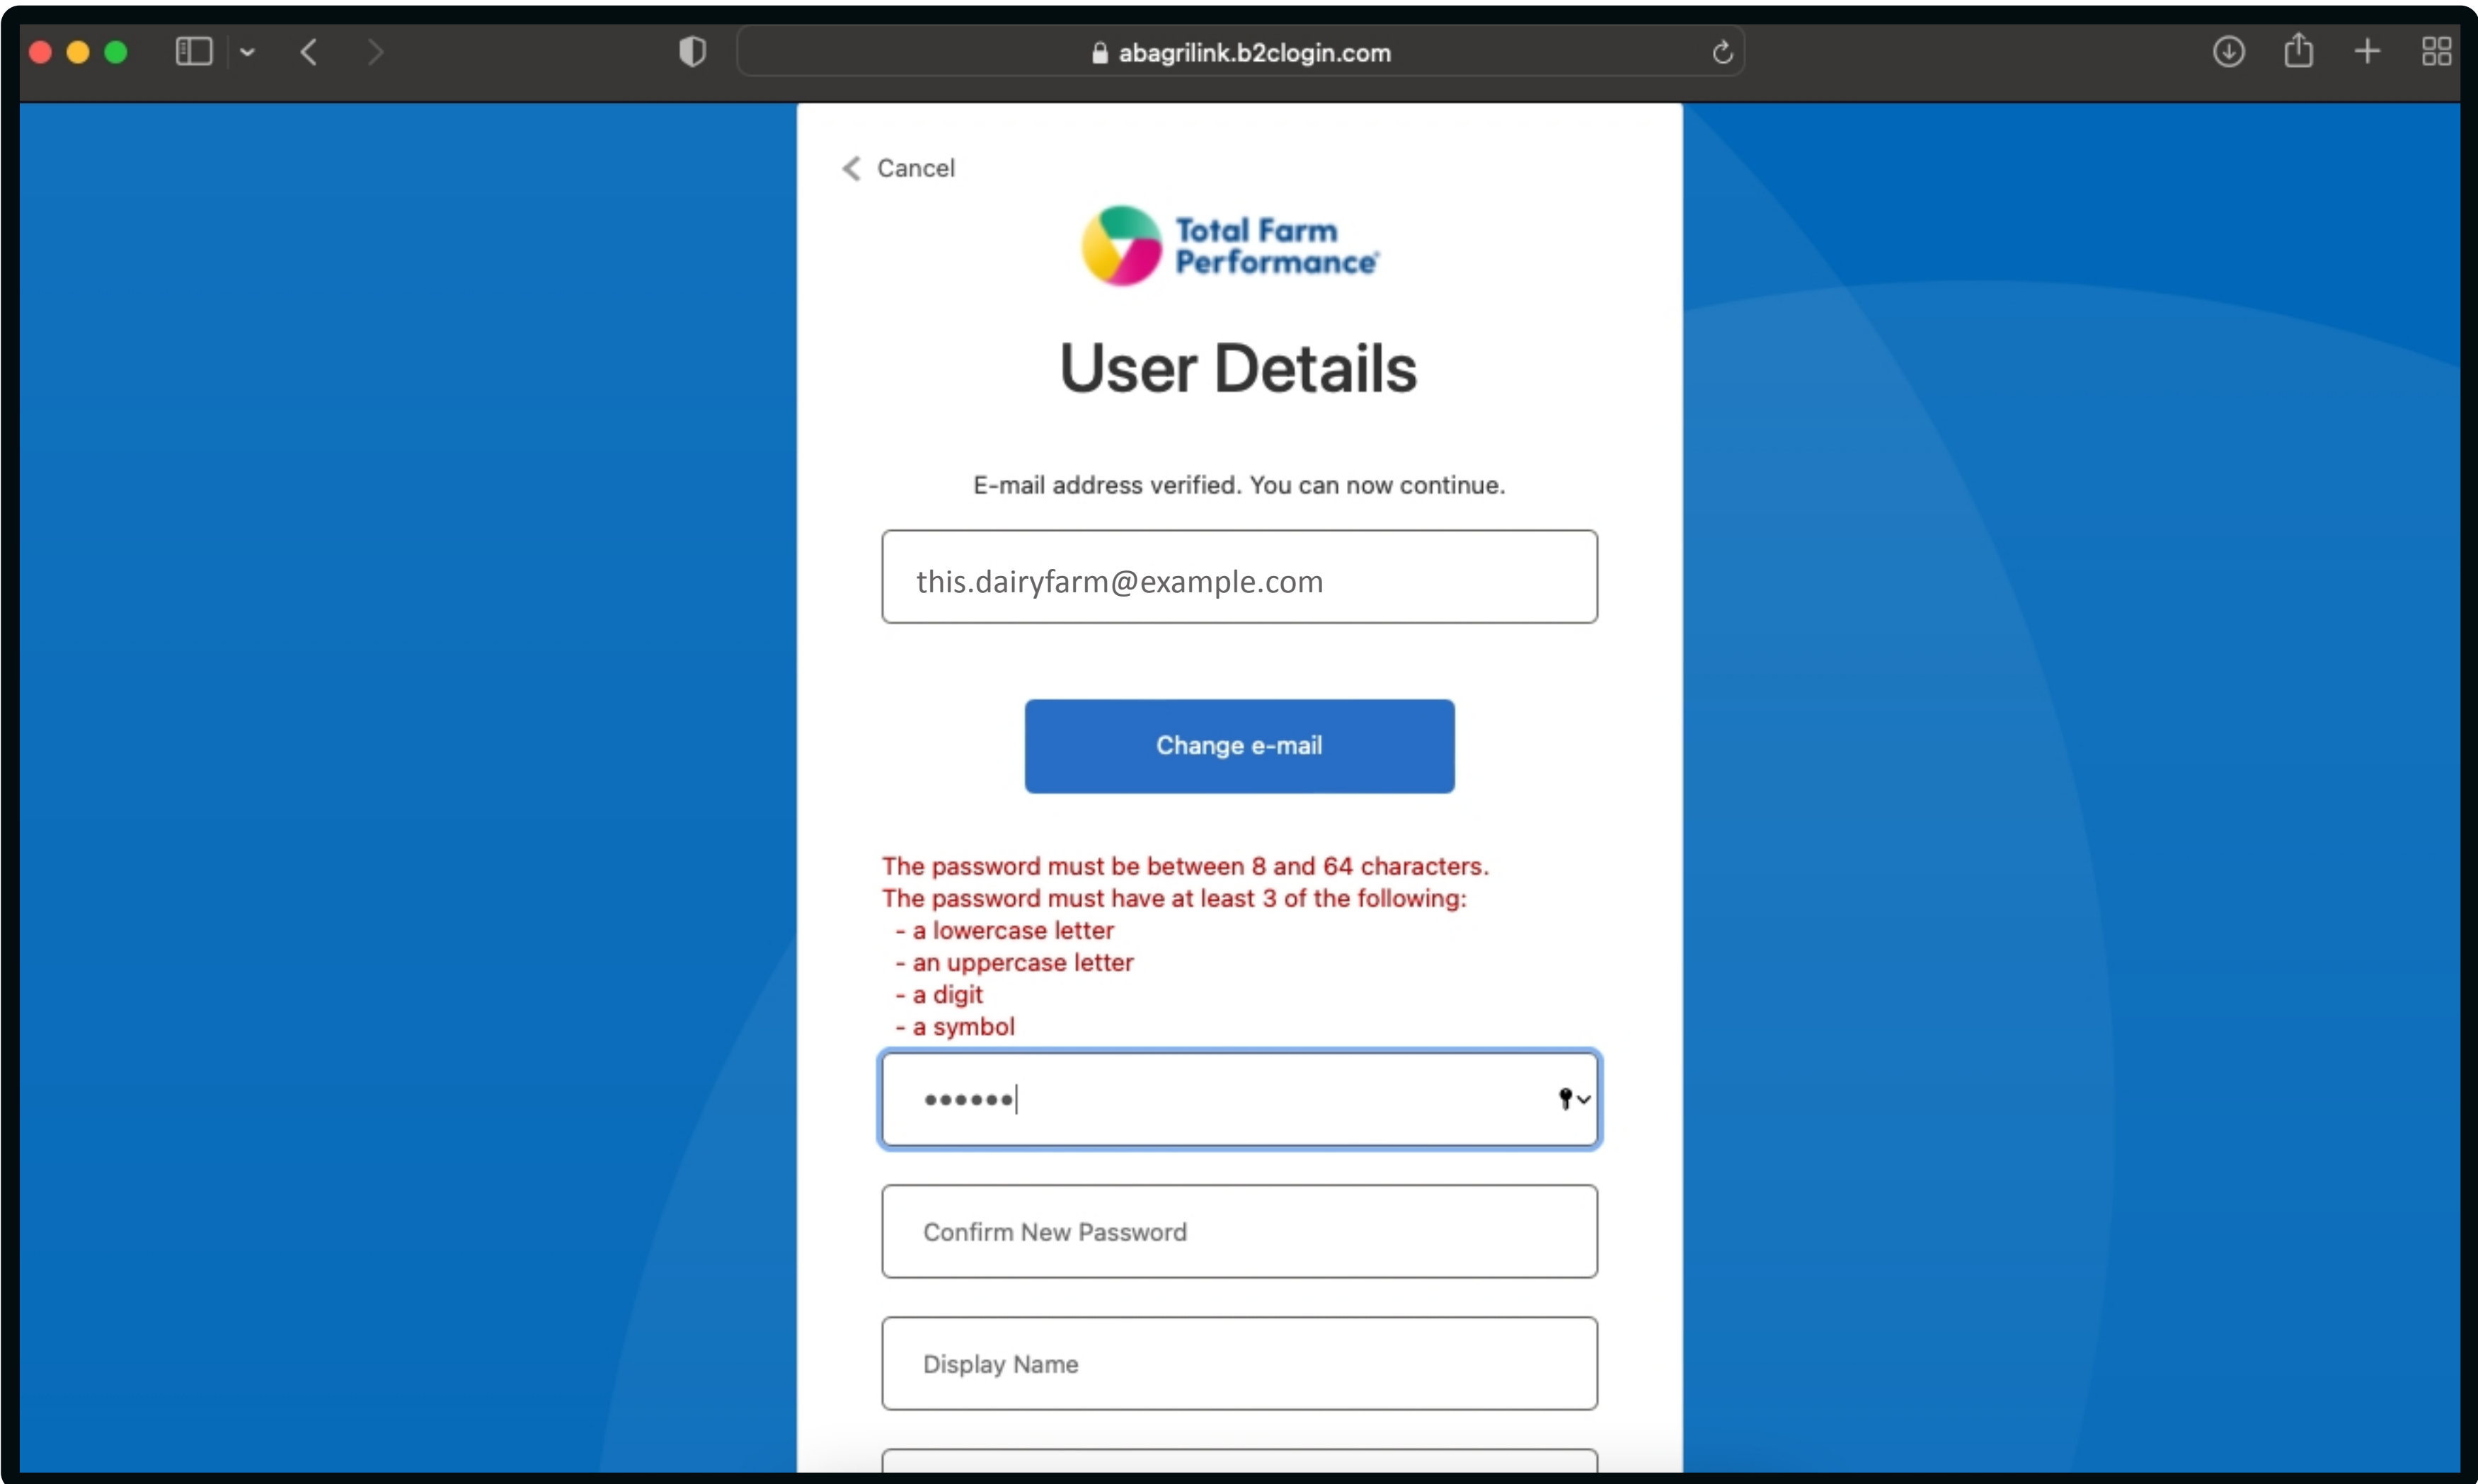 abagrilink.b2clogin.com
Cancel
Total Farm
Performance®
User Details
E-mail address verified. You can now continue.
this.dairyfarm@example.com
Change e-mail
The password must be between 8 and 64 characters.
The password must have at least 3 of the following:
- a lowercase letter
- an uppercase letter
- a digit
- a symbol
••••••
Confirm New Password
Display Name